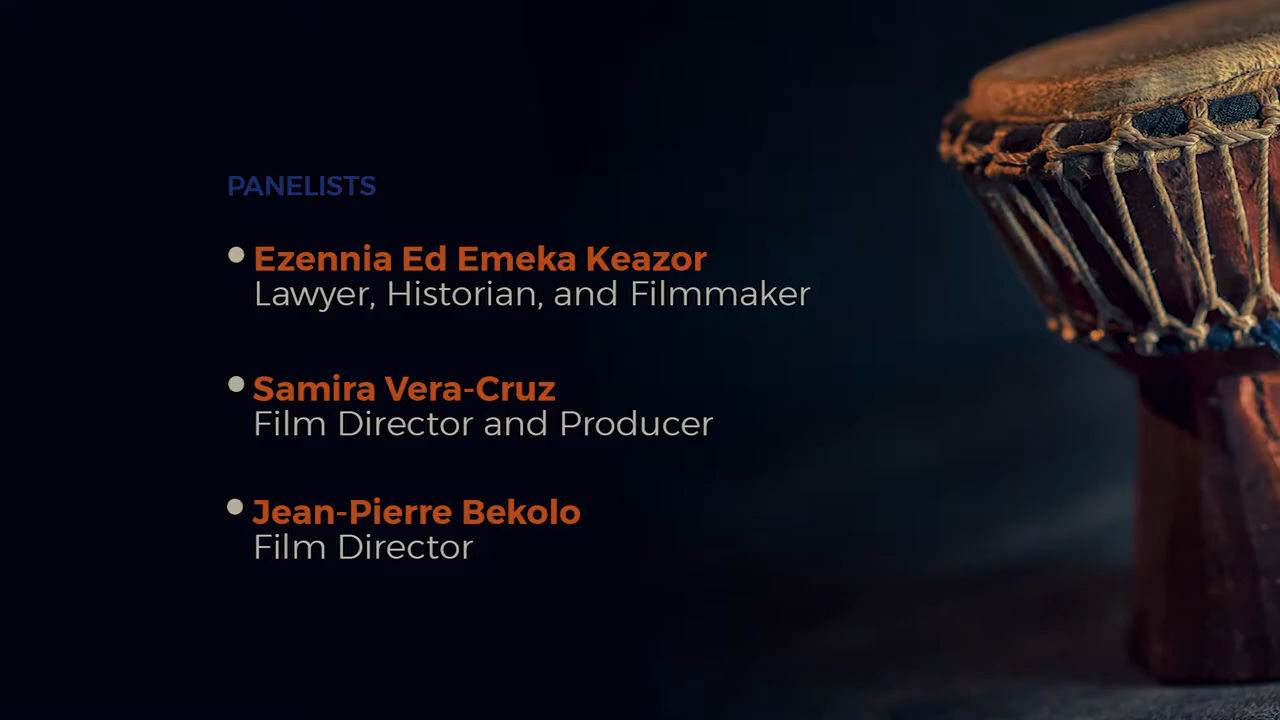 PANELISTS
Ezennia Ed Emeka Keazor
Lawyer, Historian, and Filmmaker
Samira Vera-Cruz
Film Director and Producer
Jean-Pierre Bekolo
Film Director